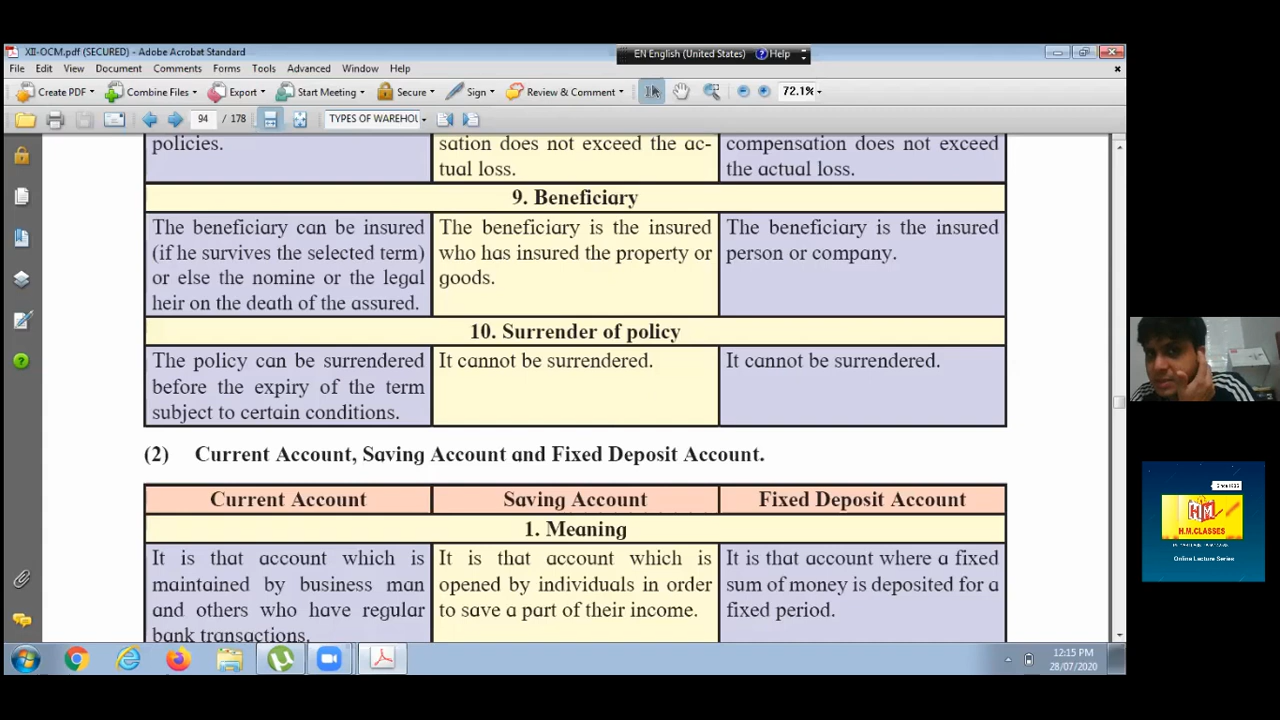 XII-OCM.pdf (SECURED) - Adobe Acrobat Standard
EN English (United States) Help
File Edit View Document Comments Forms Tools Advanced Window Help
Create PDF Combine Files Export Start Meeting Secure Sign Review & Comment 72.1%
94 / 178 TYPES OF WAREHOU
policies.
sation does not exceed the ac-
tual loss.
compensation does not exceed
the actual loss.
9. Beneficiary
The beneficiary can be insured
(if he survives the selected term)
or else the nomine or the legal
heir on the death of the assured.
The beneficiary is the insured
who has insured the property or
goods.
The beneficiary is the insured
person or company.
10. Surrender of policy
The policy can be surrendered
before the expiry of the term
subject to certain conditions.
It cannot be surrendered.
It cannot be surrendered.
(2) Current Account, Saving Account and Fixed Deposit Account.
Current Account Saving Account Fixed Deposit Account
1. Meaning
It is that account which is
maintained by business man
and others who have regular
bank transactions.
It is that account which is
opened by individuals in order
to save a part of their income.
It is that account where a fixed
sum of money is deposited for a
fixed period.
HM
H.M.CLASSES
Online Lecture Series
12:15 PM
28/07/2020